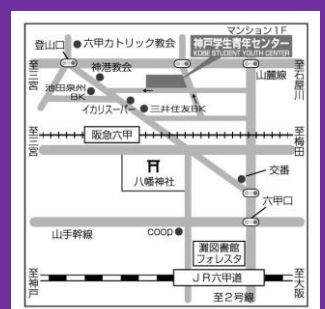 マンション1F
神戸学生青年センター
KOBE STUDENT YOUTH CENTER
登山口
六甲カトリック教会
至三宮
神港教会
山麓線
至石屋川
池田泉州BK
イカリスーパー
三井住友BK
至三宮
阪急六甲
至梅田
八幡神社
交番
六甲口
山手幹線
coop
灘図書館
フォレスタ
至神戸
JR六甲道
至大阪
至2号線